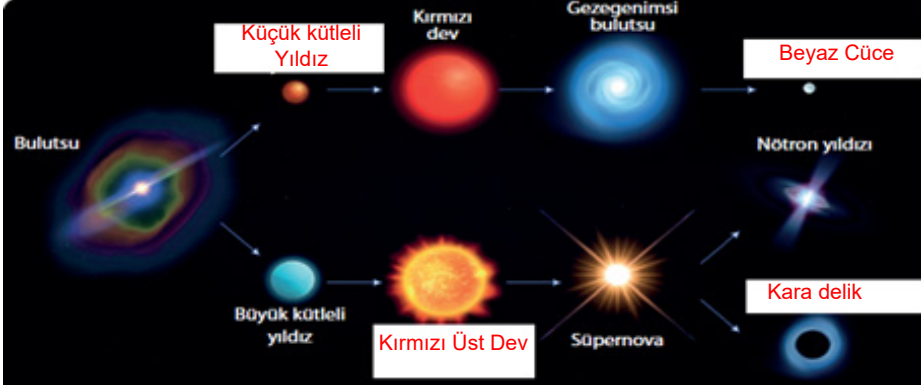 Küçük kütleli
Yıldız
Kırmızı
dev
Gezegenimsi
bulutsu
Beyaz Cüce
Bulutsu
Nötron yıldızı
Büyük kütleli
yıldız
Kırmızı Üst Dev
Süpernova
Kara delik